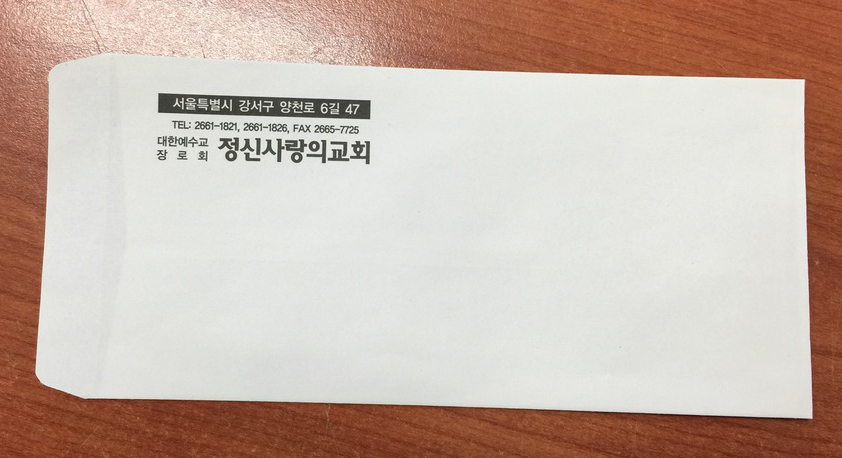 서울특별시 강서구 양천로 6길 47
TEL: 2661-1821, 2661-1826, FAX 2665-7725
대한예수교
장로회 정신사랑의교회